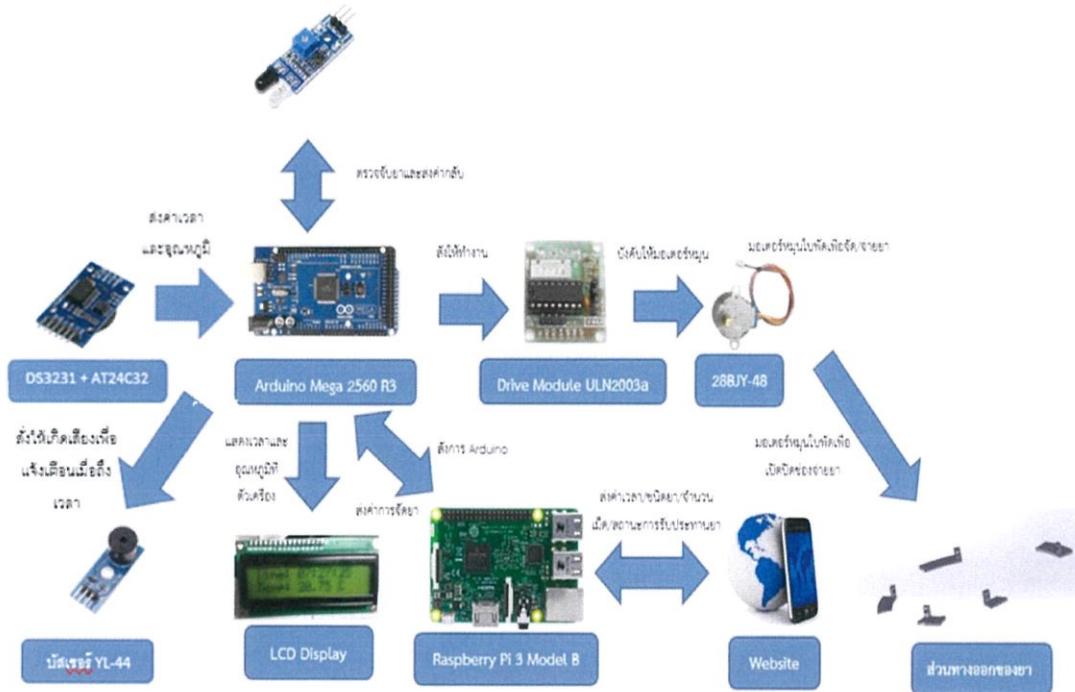 ตรวจจับยาและส่งค่ากลับ
ส่งค่าเวลา
และอุณหภูมิ
สั่งให้ทำงาน
บังคับให้มอเตอร์หมุน
มอเตอร์หมุนใบพัดเพื่อจัด/จ่ายยา
DS3231 + AT24C32
Arduino Mega 2560 R3
Drive Module ULN2003a
28BJY-48
สั่งให้เกิดเสียงเพื่อ
แจ้งเตือนเมื่อถึง
เวลา
แสดงเวลาและ
อุณหภูมิที่
ตัวเครื่อง
สั่งการ Arduino
ส่งค่าการจัดยา
ส่งค่าเวลา/ชนิดยา/จำนวน
เม็ด/สถานะการรับประทานยา
มอเตอร์หมุนใบพัดเพื่อ
เปิดปิดช่องจ่ายยา
บัสเซอร์ YL-44
LCD Display
Raspberry Pi 3 Model B
Website
ส่วนทางออกของยา